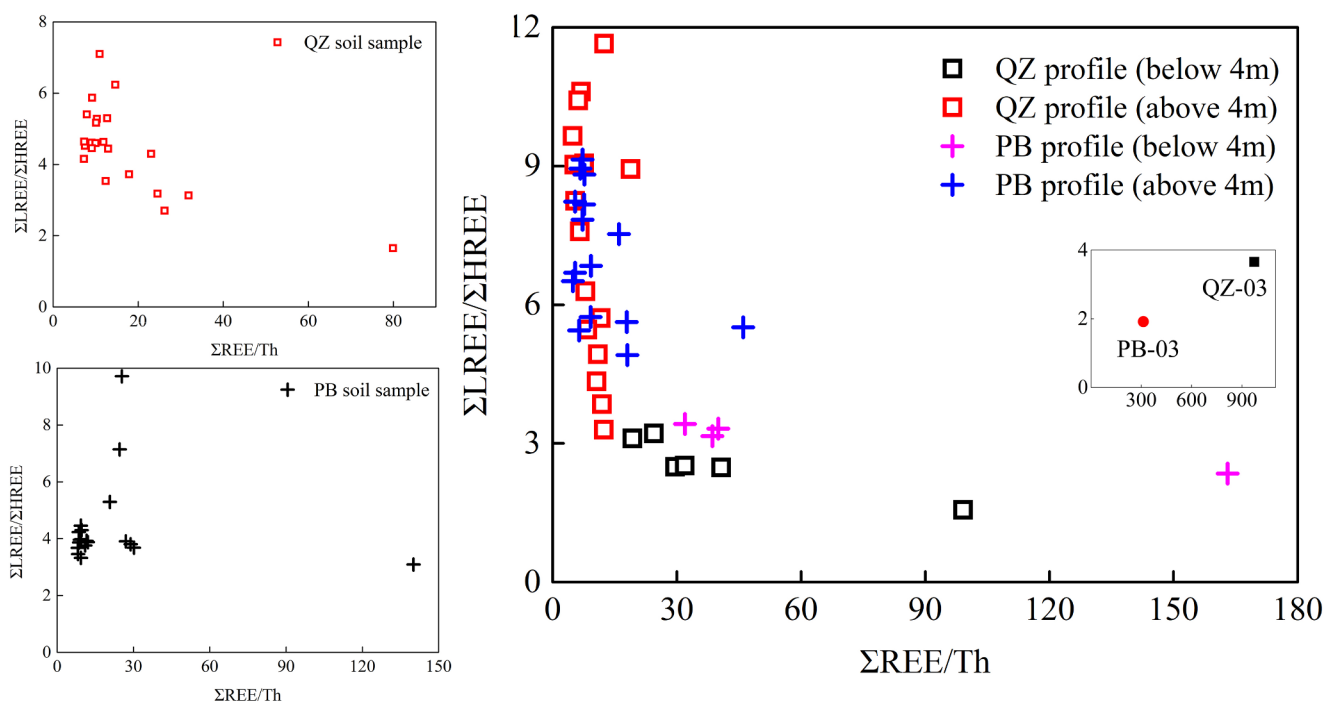 8
6
4
2
0
0
20
40
60
80
ΣLREE/ΣHREE
ΣREE/Th
QZ soil sample
10
8
6
4
2
0
0
30
60
90
120
150
ΣLREE/ΣHREE
ΣREE/Th
PB soil sample
12
9
6
3
0
0
30
60
90
120
150
180
ΣLREE/ΣHREE
ΣREE/Th
QZ profile (below 4m)
QZ profile (above 4m)
PB profile (below 4m)
PB profile (above 4m)
4
2
0
300
600
900
QZ-03
PB-03